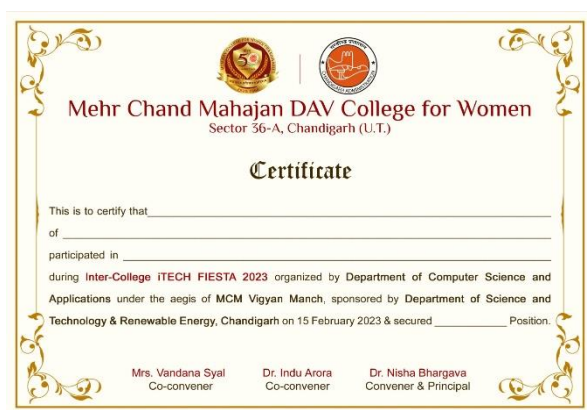 50
CHANDIGARH ADMINISTRATION
Mehr Chand Mahajan DAV College for Women
Sector 36-A, Chandigarh (U.T.)
Certificate
This is to certify that
of
participated in
during Inter-College iTECH FIESTA 2023 organized by Department of Computer Science and
Applications under the aegis of MCM Vigyan Manch, sponsored by Department of Science and
Technology & Renewable Energy, Chandigarh on 15 February 2023 & secured Position.
Mrs. Vandana Syal Dr. Indu Arora Dr. Nisha Bhargava
Co-convener Co-convener Convener & Principal